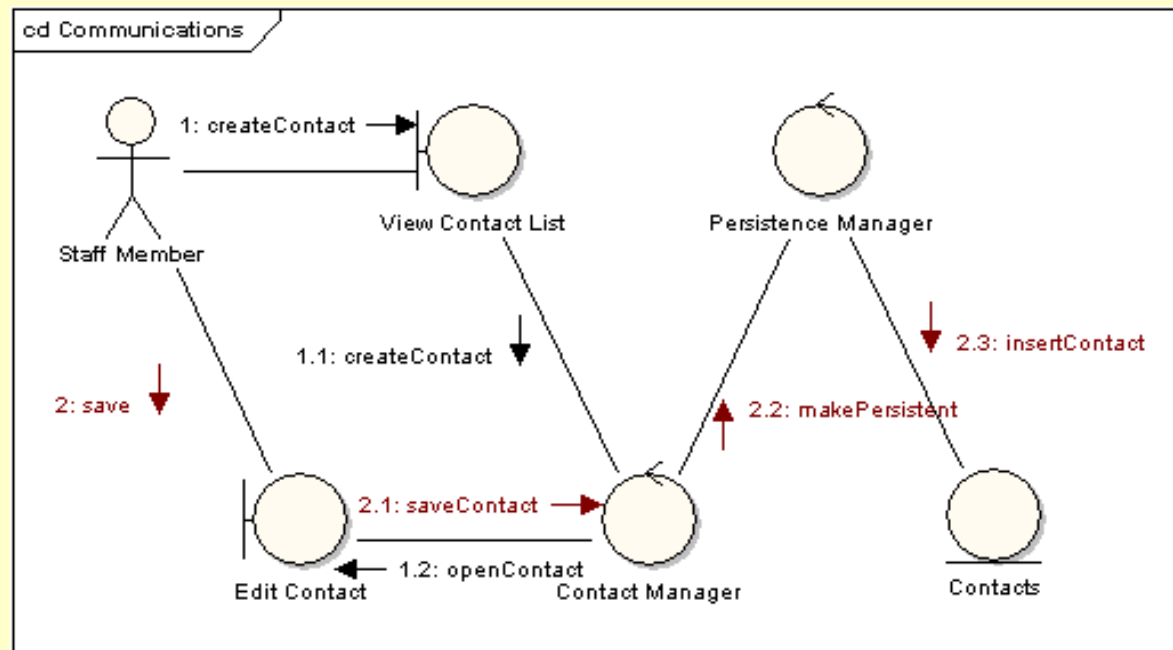 cd Communications
1: createContact
View Contact List
Persistence Manager
Staff Member
1.1: createContact
2.3: insertContact
2: save
2.2: makePersistent
2.1: saveContact
1.2: openContact
Edit Contact
Contact Manager
Contacts